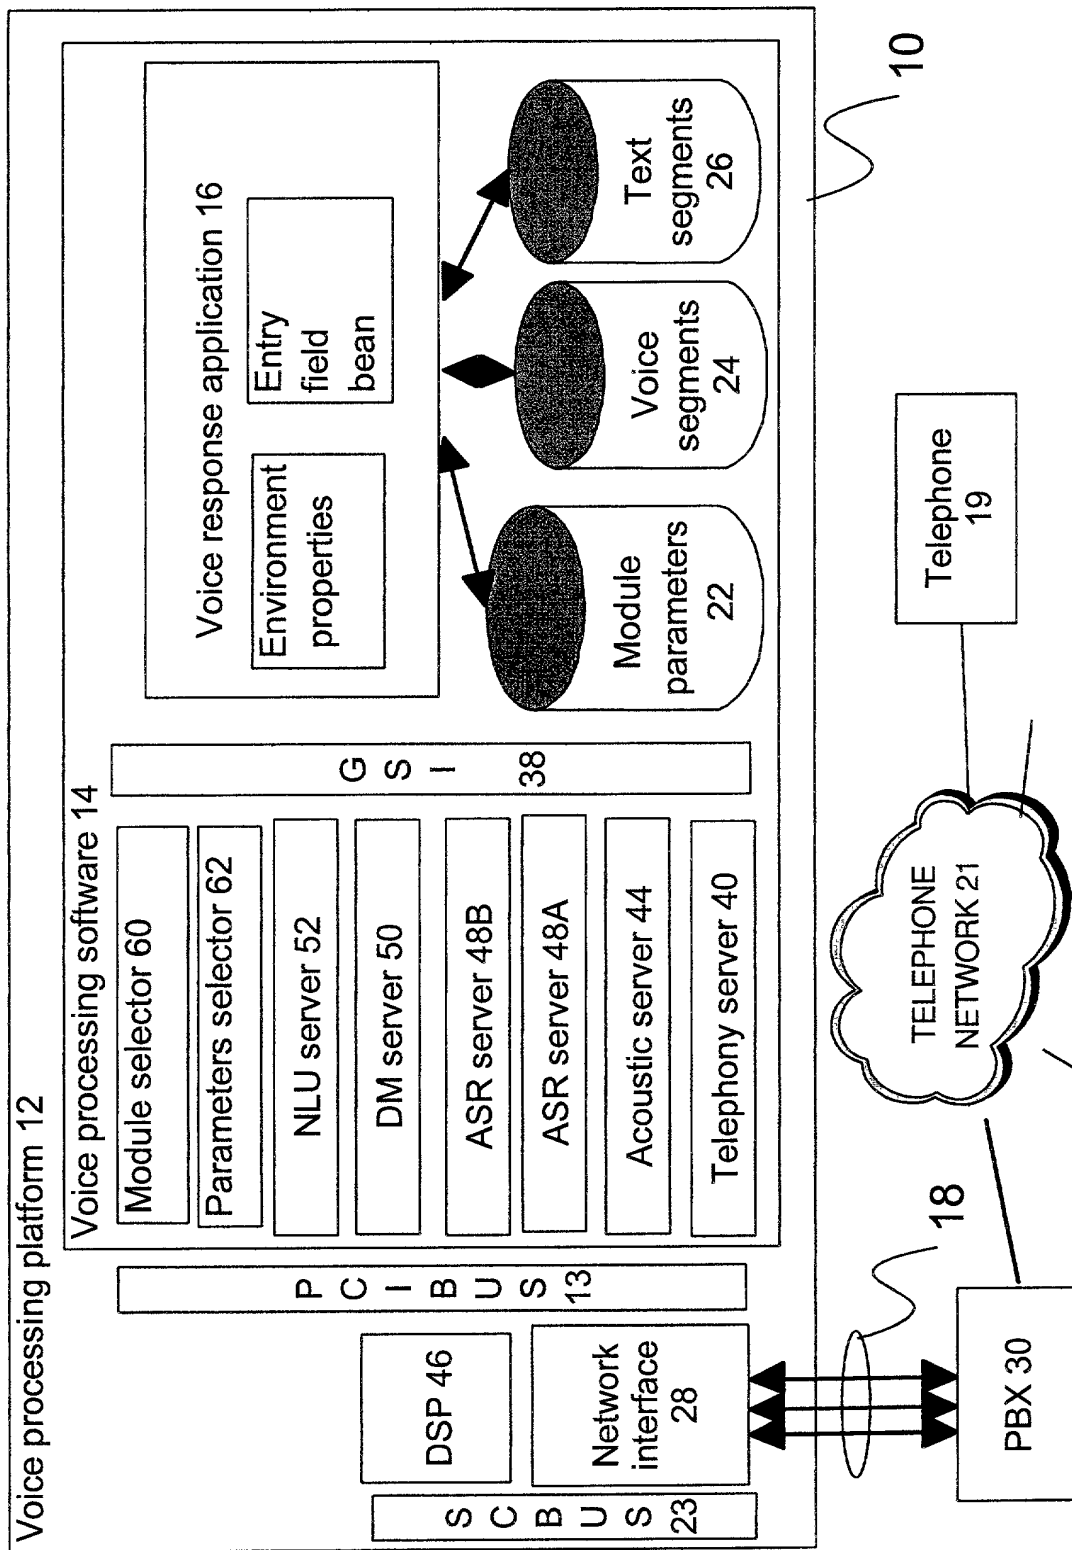 Voice processing platform 12
Voice processing software 14
Module selector 60
Parameters selector 62
NLU server 52
DM server 50
ASR server 48B
ASR server 48A
Acoustic server 44
Telephony server 40
G S I 38
Voice response application 16
Environment
properties
Entry
field
bean
Module
parameters
22
Voice
segments
24
Text
segments
26
P C I B U S 13
DSP 46
Network
interface
28
S C B U S 23
10
18
PBX 30
TELEPHONE
NETWORK 21
Telephone
19